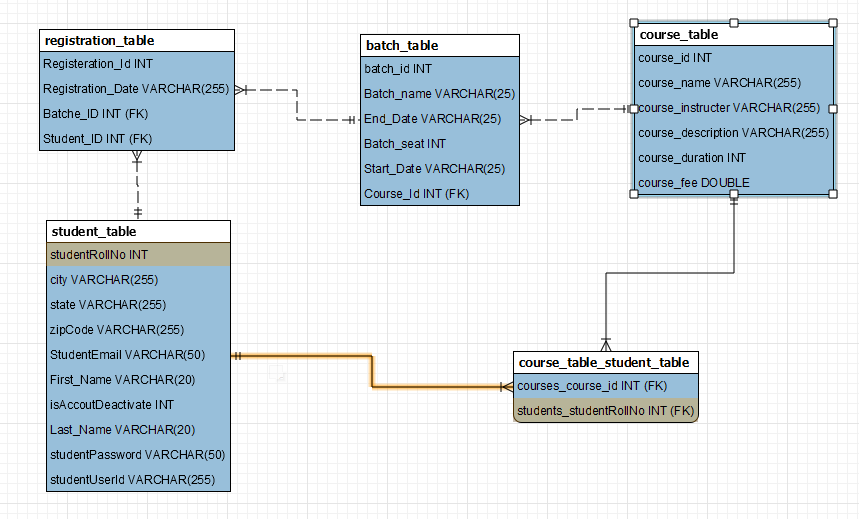 registration_table
Registeration_Id INT
Registration_Date VARCHAR(255)
Batche_ID INT (FK)
Student_ID INT (FK)
batch_table
batch_id INT
Batch_name VARCHAR(25)
End_Date VARCHAR(25)
Batch_seat INT
Start_Date VARCHAR(25)
Course_Id INT (FK)
course_table
course_id INT
course_name VARCHAR(255)
course_instructer VARCHAR(255)
course_description VARCHAR(255)
course_duration INT
course_fee DOUBLE
student_table
studentRollNo INT
city VARCHAR(255)
state VARCHAR(255)
zipCode VARCHAR(255)
StudentEmail VARCHAR(50)
First_Name VARCHAR(20)
isAccoutDeactivate INT
Last_Name VARCHAR(20)
studentPassword VARCHAR(50)
studentUserId VARCHAR(255)
course_table_student_table
courses_course_id INT (FK)
students_studentRollNo INT (FK)